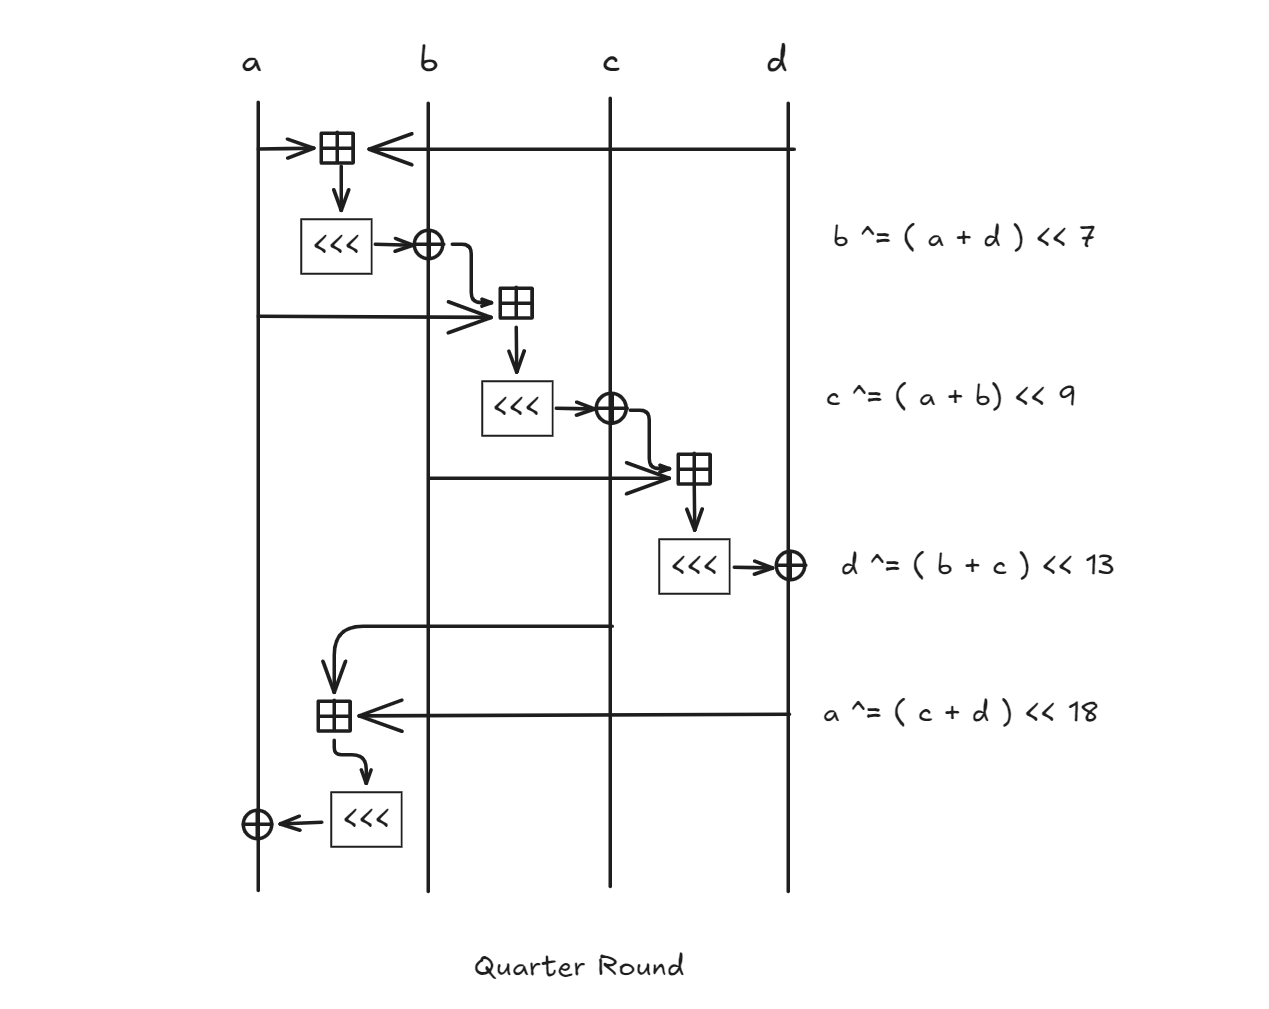 a b c d
<<<
b ^= ( a + d ) << 7
<<<
c ^= ( a + b) << 9
<<<
d ^= ( b + c ) << 13
a ^= ( c + d ) << 18
<<<
Quarter Round